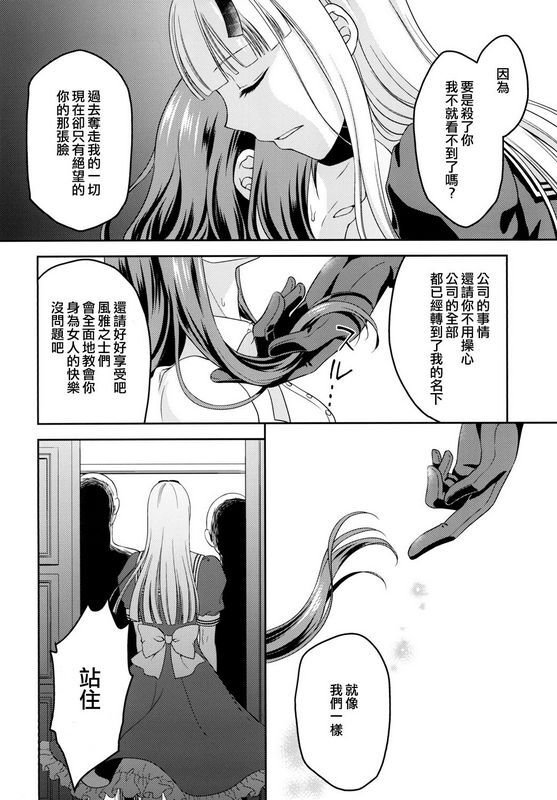 因為
要是殺了你
我不就看不到了嗎?
過去奪走我的一切
現在卻只有絕望的
你的那張臉
公司的事情
還請你不用操心
公司的全部
都已經轉到了我的名下
還請好好享受吧
風雅之士們
會全面地教會你
身為女人的快樂
沒問題吧
就像
我們一樣
站住